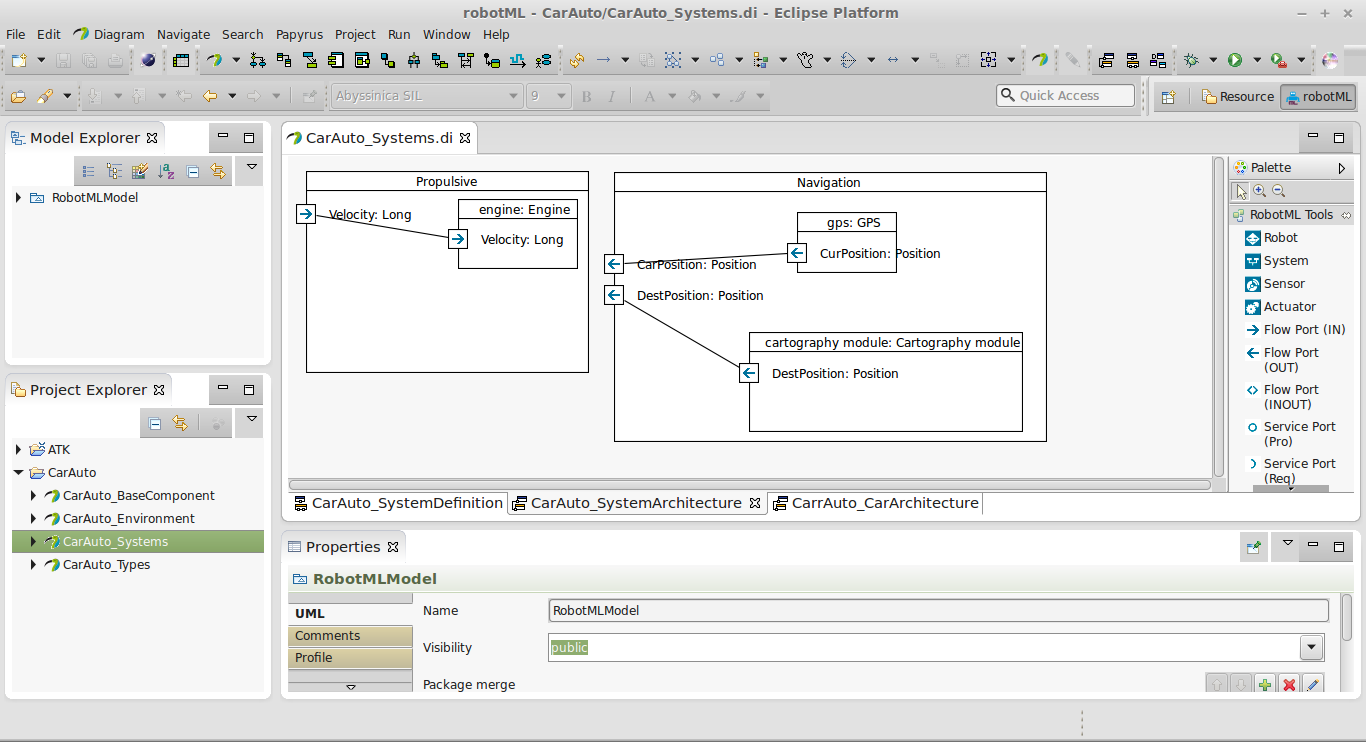 robotML - CarAuto/CarAuto_Systems.di - Eclipse Platform
File Edit Diagram Navigate Search Papyrus Project Run Window Help
Abyssinica SIL 9 B I A Quick Access Resource robotML
Model Explorer
RobotMLModel
Project Explorer
ATK
CarAuto
CarAuto_BaseComponent
CarAuto_Environment
CarAuto_Systems
CarAuto_Types
CarAuto_Systems.di
Propulsive
Velocity: Long
engine: Engine
Velocity: Long
Navigation
gps: GPS
CurPosition: Position
CarPosition: Position
DestPosition: Position
cartography module: Cartography module
DestPosition: Position
Palette
RobotML Tools
Robot
System
Sensor
Actuator
Flow Port (IN)
Flow Port
(OUT)
Flow Port
(INOUT)
Service Port
(Pro)
Service Port
(Req)
CarAuto_SystemDefinition CarAuto_SystemArchitecture CarrAuto_CarArchitecture
Properties
RobotMLModel
UML
Comments
Profile
Name RobotMLModel
Visibility public
Package merge